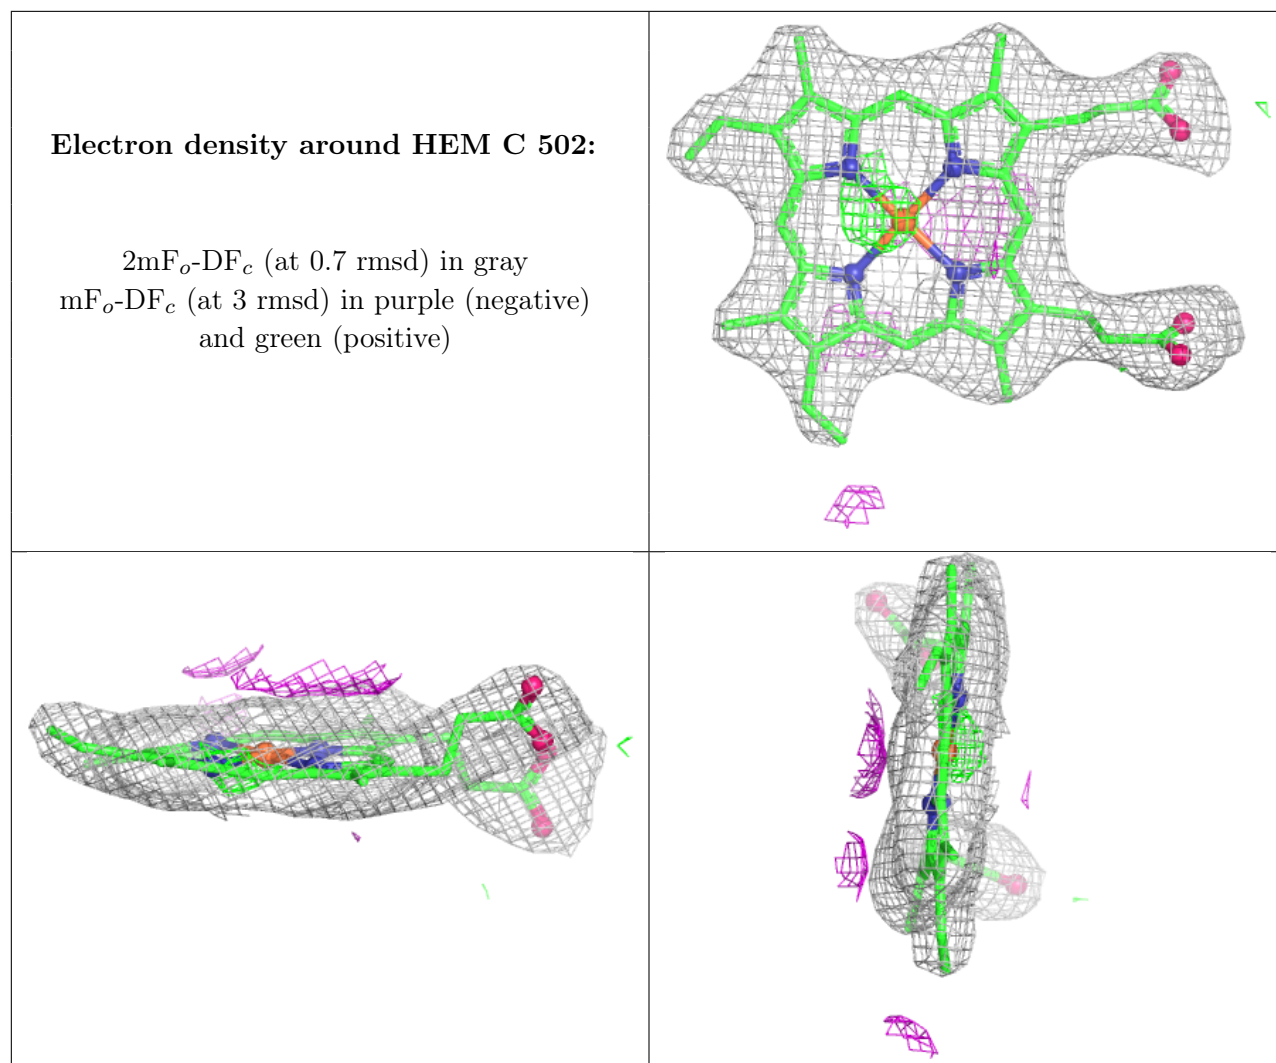 Electron density around HEM C 502:
2mFo-DFc (at 0.7 rmsd) in gray
mFo-DFc (at 3 rmsd) in purple (negative)
and green (positive)